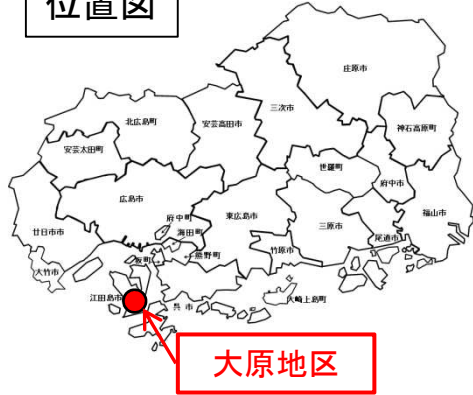 位置図
庄原市
三次市
北広島町
安芸高田市
神石高原町
安芸太田町
世羅町
府中市
広島市
福山市
府中町
東広島市
三原市
廿日市市
海田町
尾道市
熊野町
竹原市
坂町
大竹市
江田島市
呉市
大崎上島町
大原地区